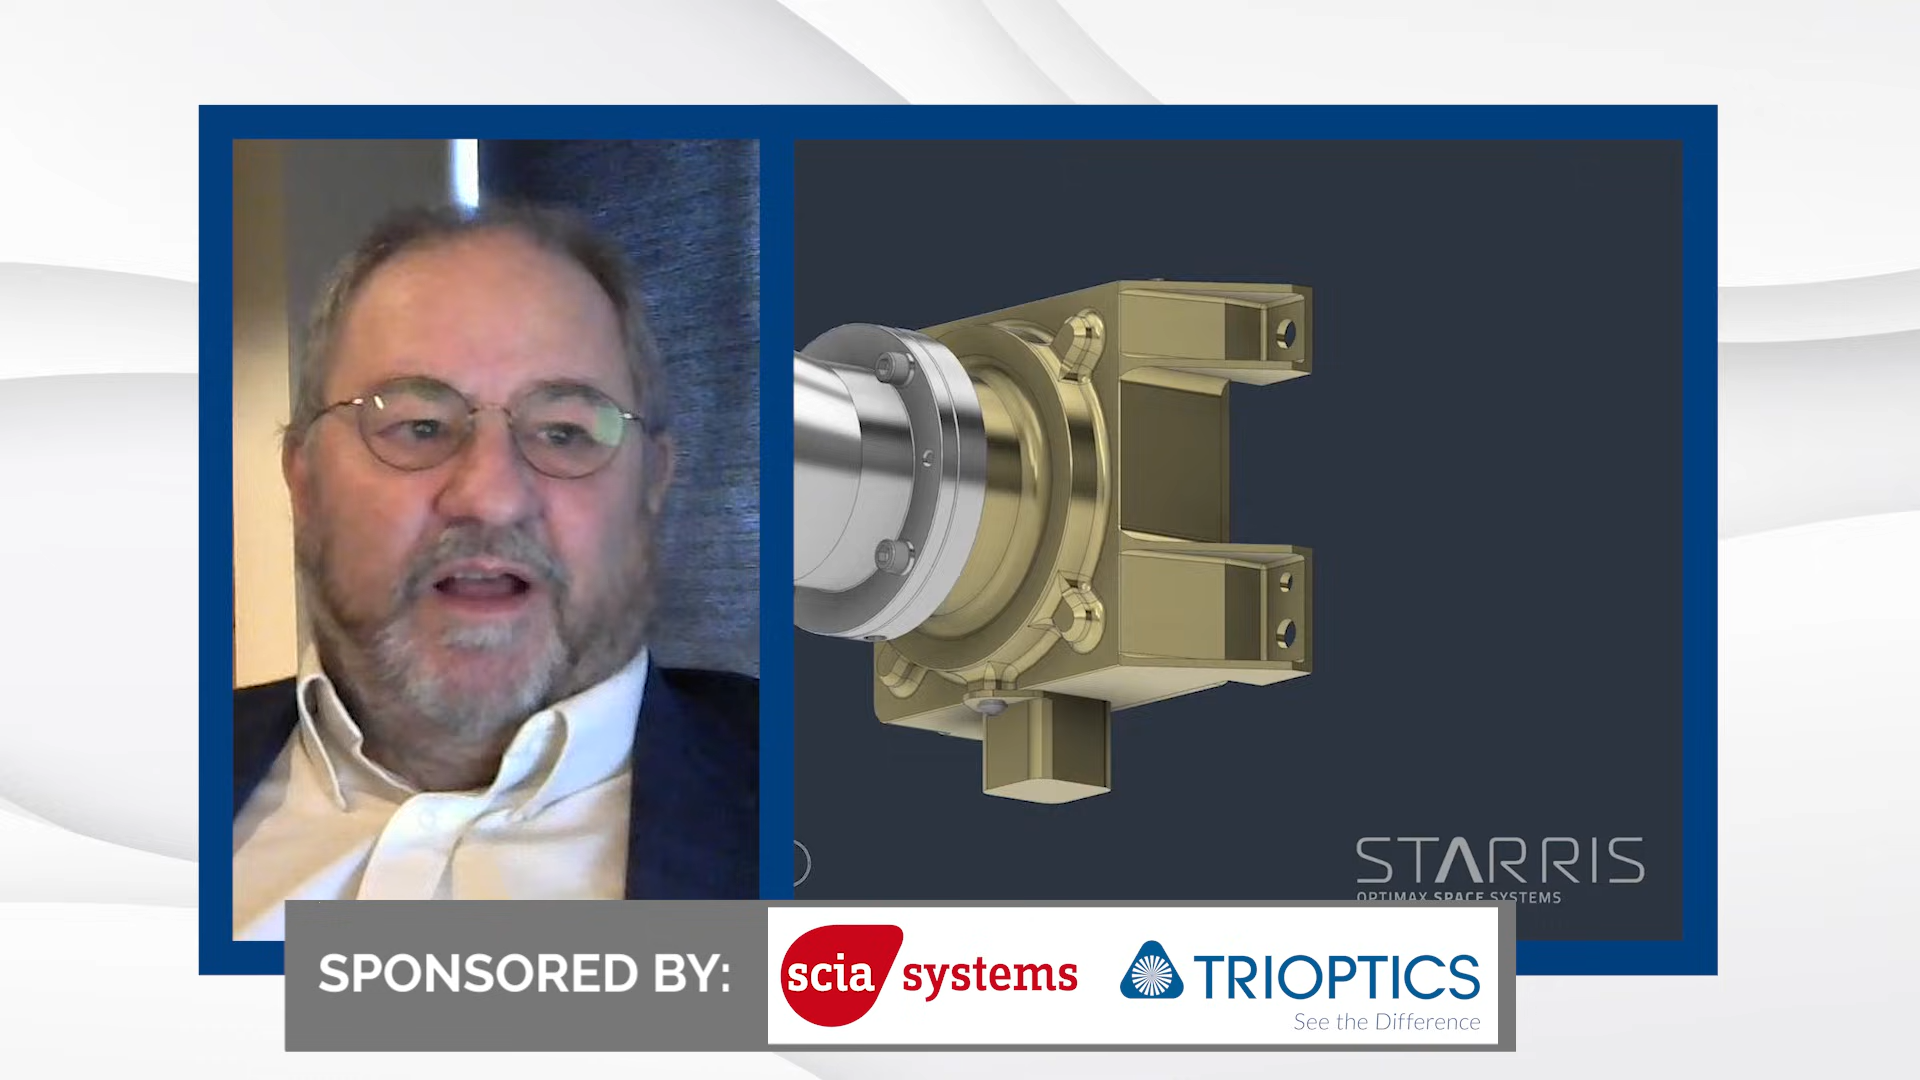 STARRIS
OPTIMAX SPACE SYSTEMS
SPONSORED BY:
scia systems
TRIOPTICS
See the Difference